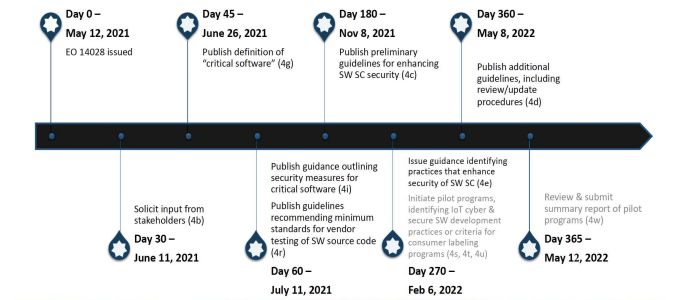 Day 0 –
May 12, 2021
EO 14028 issued
Day 45 –
June 26, 2021
Publish definition of
“critical software” (4g)
Day 180 –
Nov 8, 2021
Publish preliminary
guidelines for enhancing
SW SC security (4c)
Day 360 –
May 8, 2022
Publish additional
guidelines, including
review/update
procedures (4d)
Solicit input from
stakeholders (4b)
Day 30 –
June 11, 2021
Publish guidance outlining
security measures for
critical software (4i)
Publish guidelines
recommending minimum
standards for vendor
testing of SW source code
(4r)
Day 60 –
July 11, 2021
Issue guidance identifying
practices that enhance
security of SW SC (4e)
Initiate pilot programs,
identifying IoT cyber &
secure SW development
practices or criteria for
consumer labeling
programs (4s, 4t, 4u)
Day 270 –
Feb 6, 2022
Review & submit
summary report of pilot
programs (4w)
Day 365 –
May 12, 2022